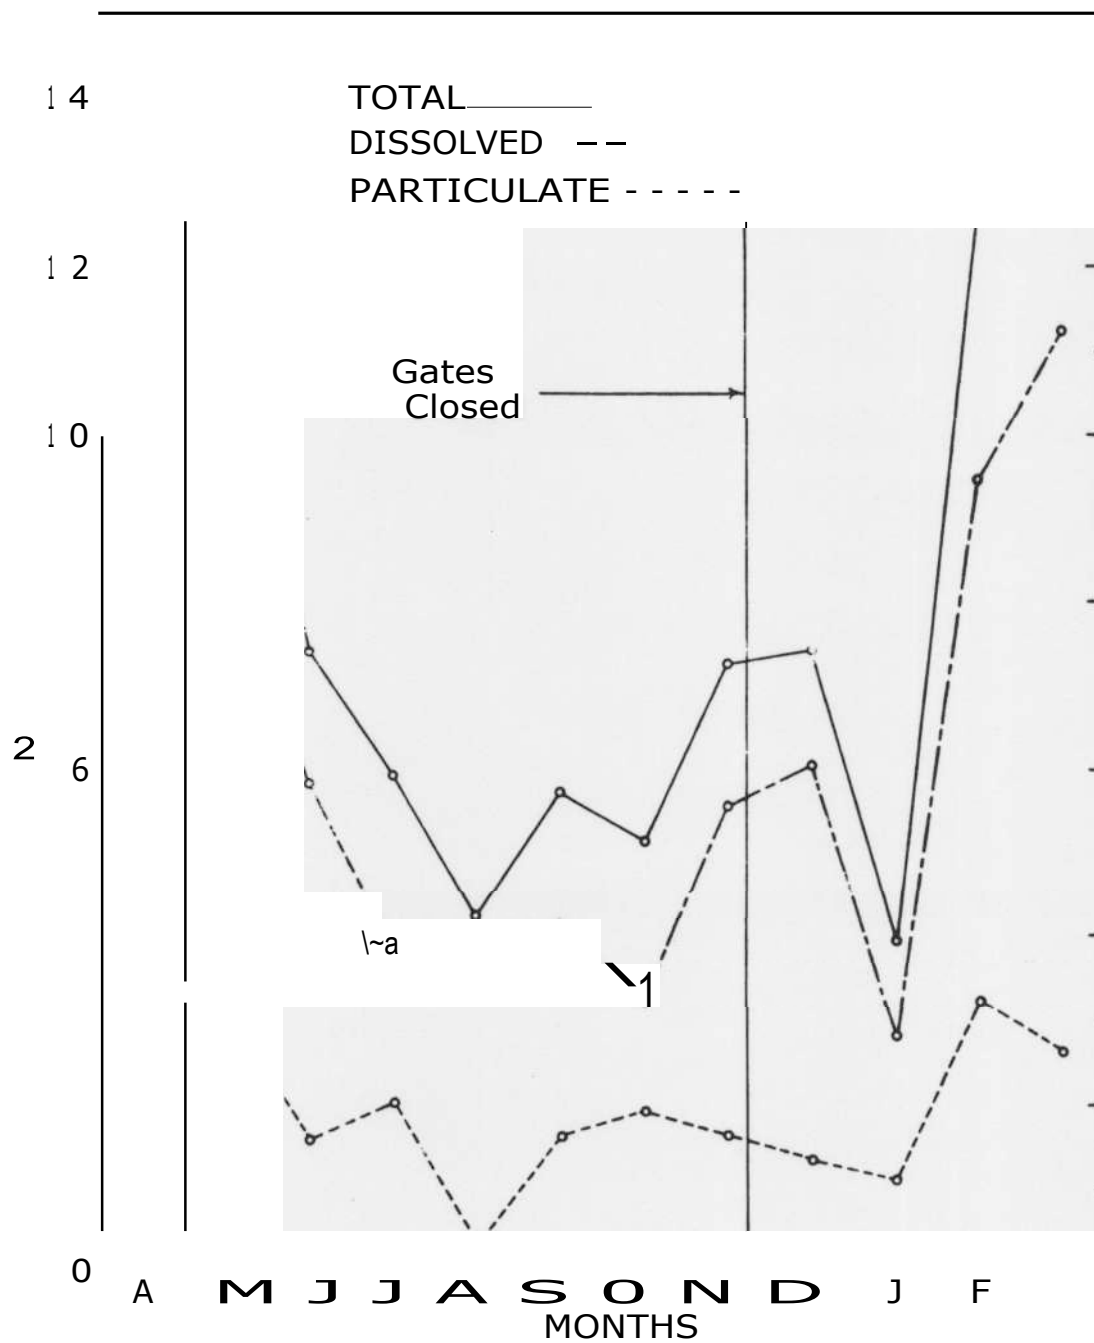 14
TOTAL
DISSOLVED --
PARTICULATE -----
12
Gates
Closed
10
2
6
\~a
1
0
A M J J A S O N D J F
MONTHS